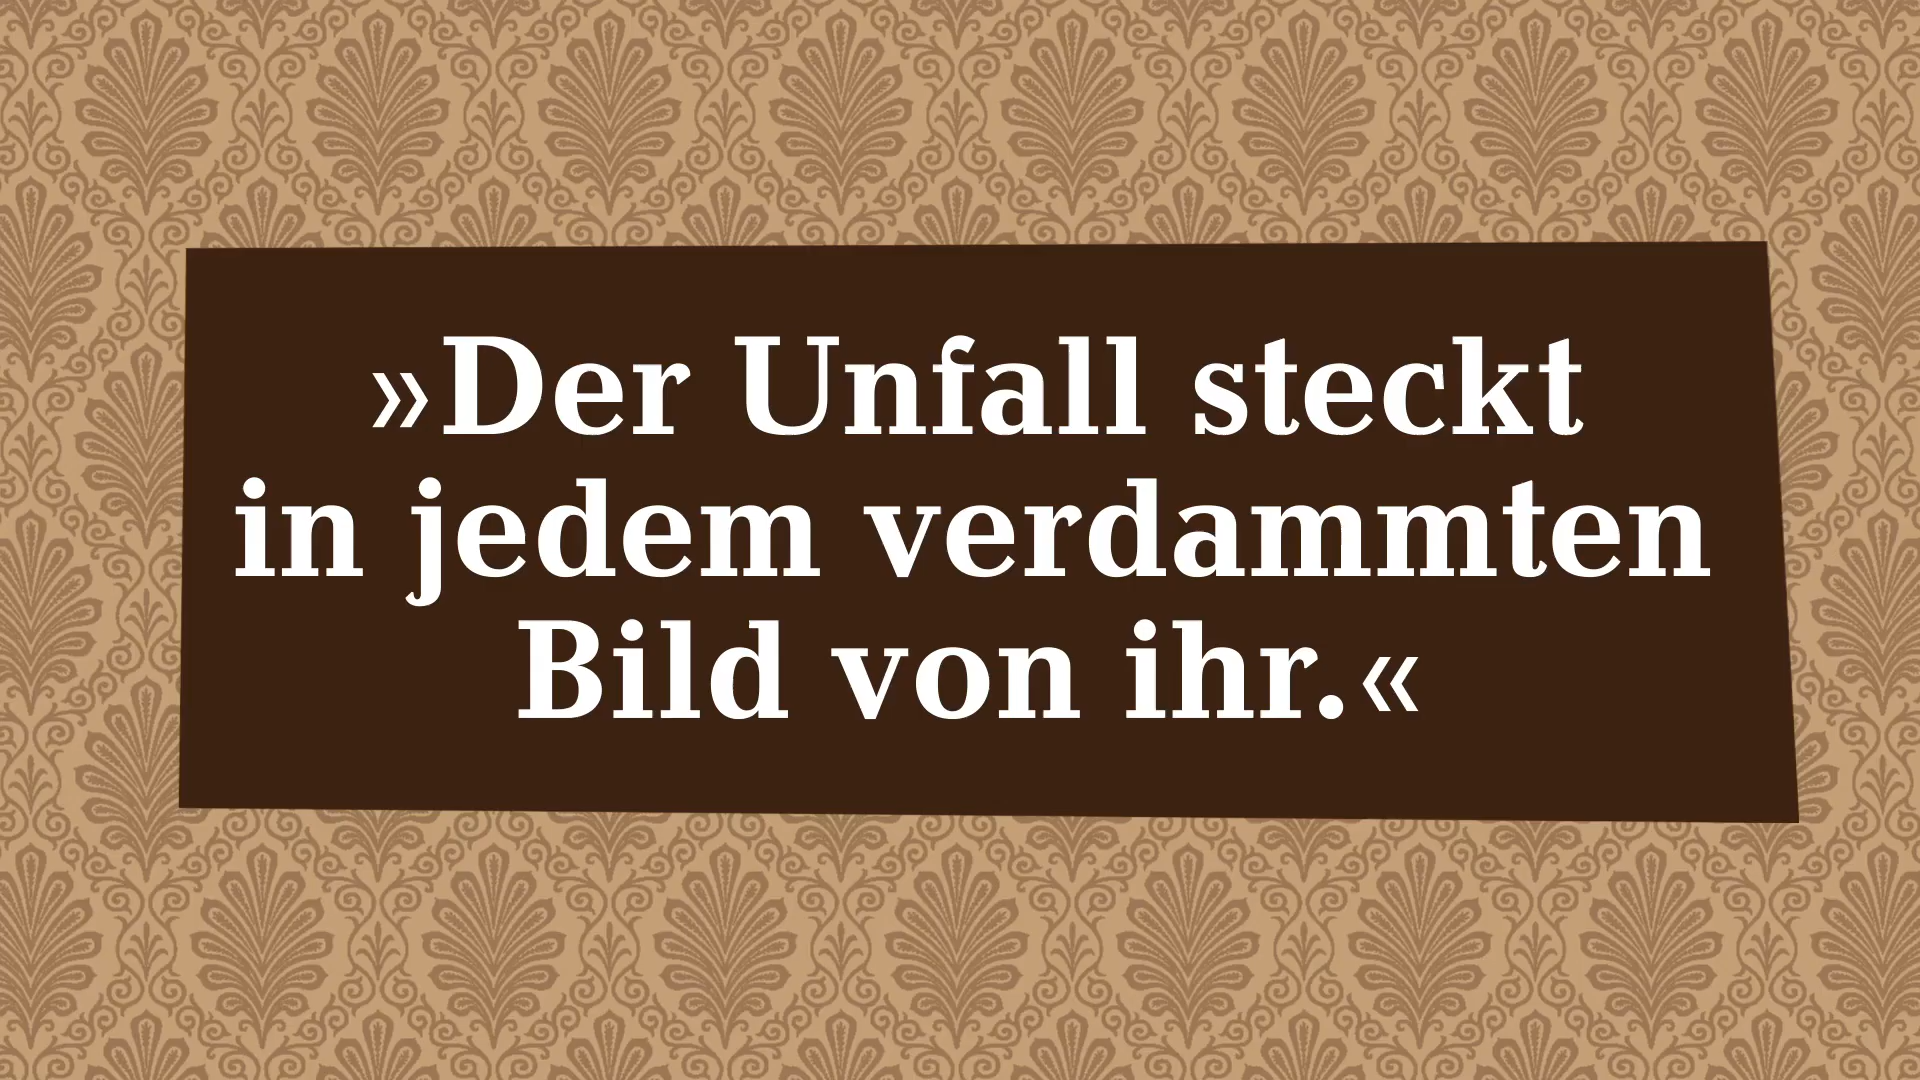 »Der Unfall steckt
in jedem verdammten
Bild von ihr.«